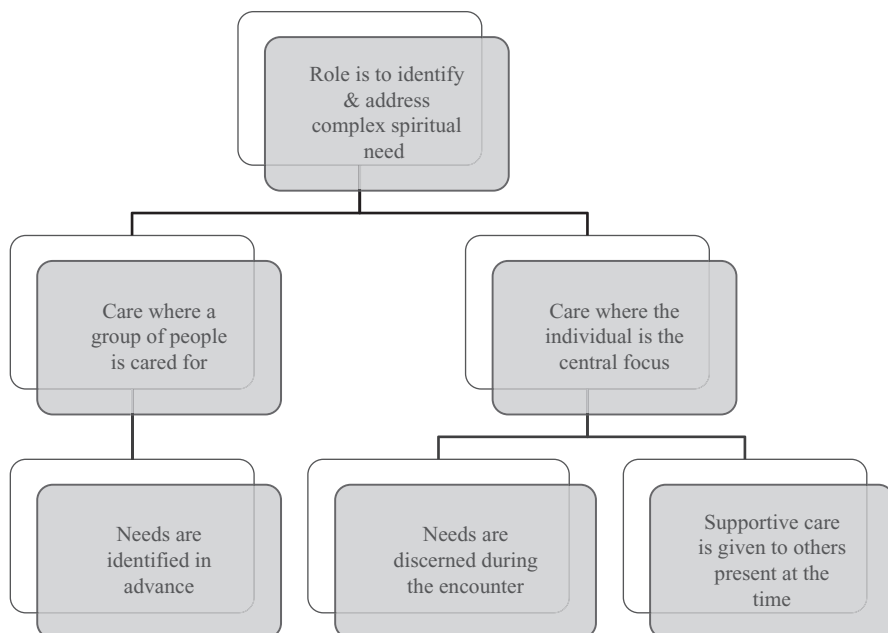 Role is to identify
& address
complex spiritual
need
Care where a
group of people
is cared for
Care where the
individual is the
central focus
Needs are
identified in
advance
Needs are
discerned during
the encounter
Supportive care
is given to others
present at the
time